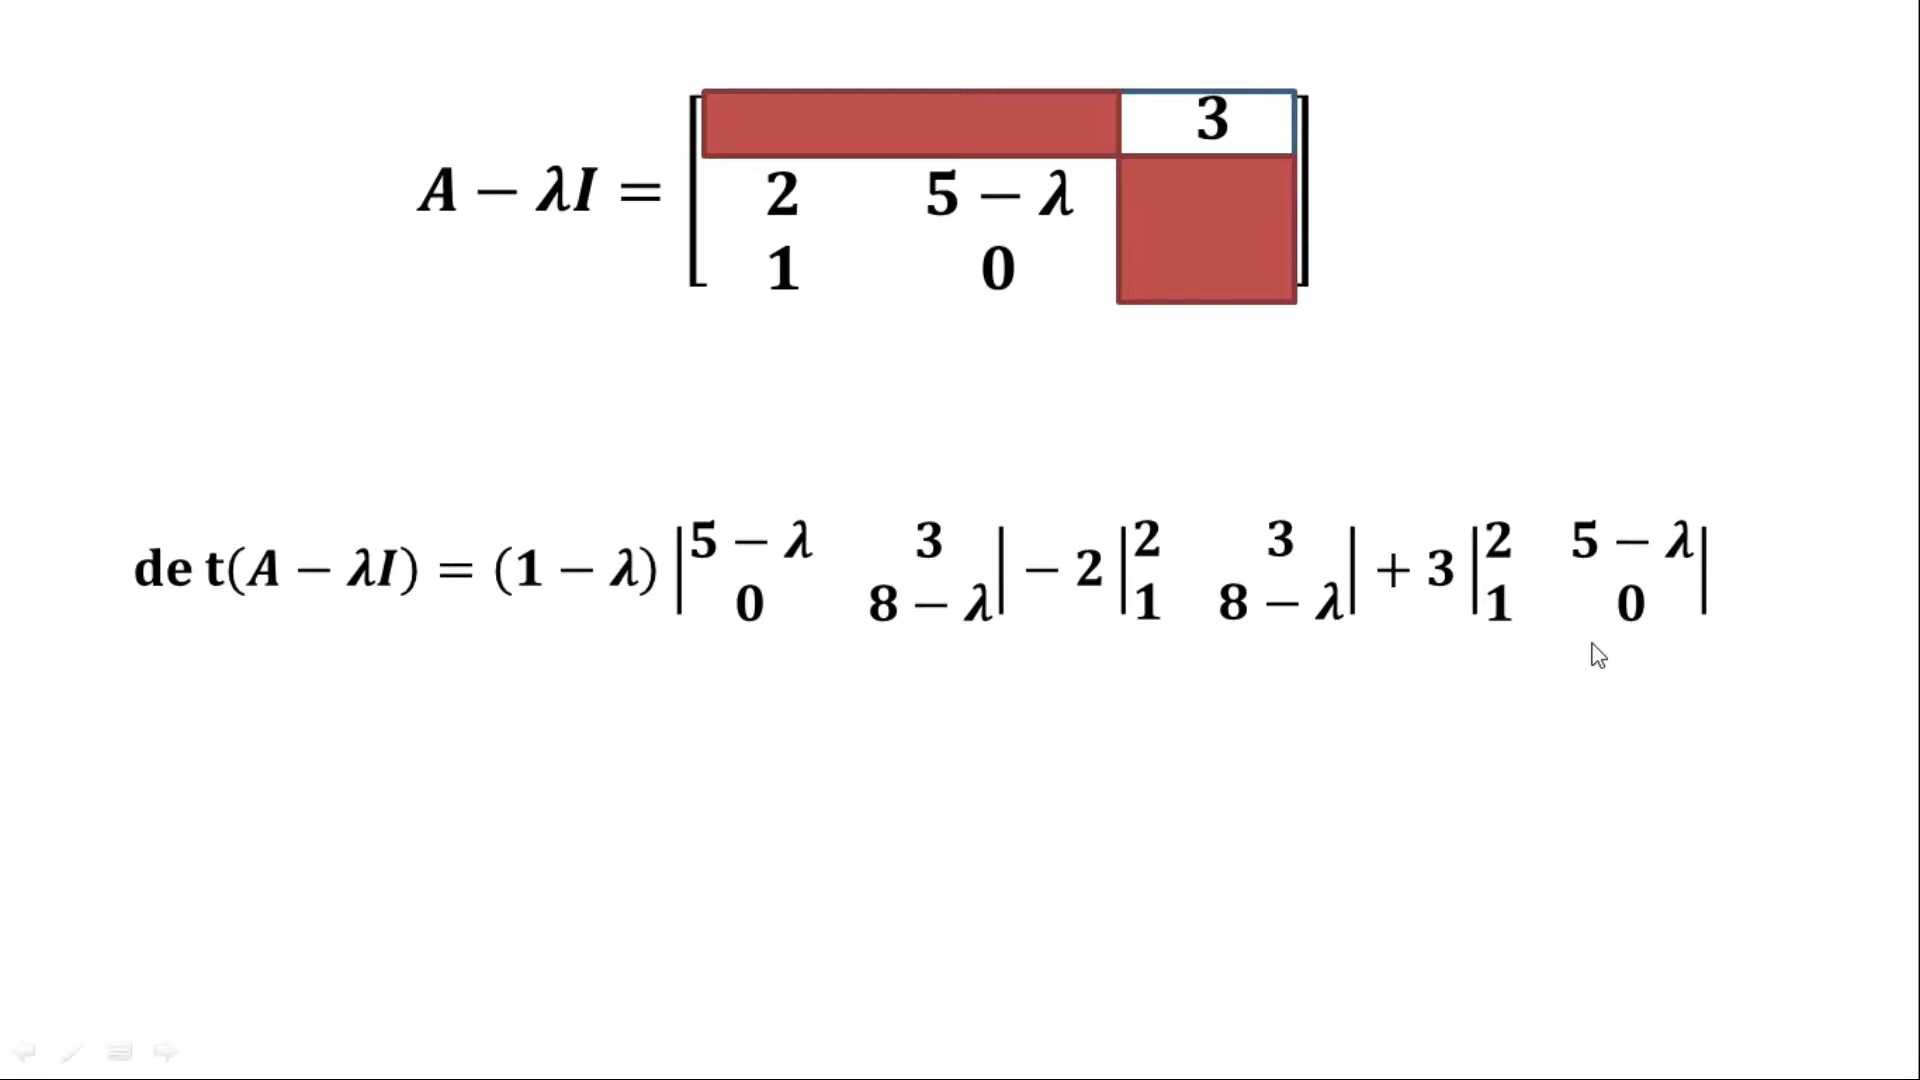 3
A − λI = [ 2 5 − λ ]
1 0
de t(A − λI) = (1 − λ) |5 − λ 3| − 2 |2 3| + 3 |2 5 − λ|
0 8 − λ 1 8 − λ 1 0